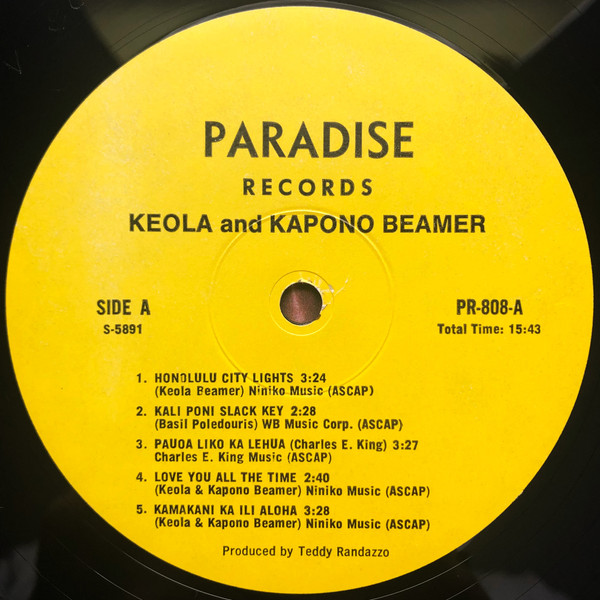 PARADISE
RECORDS
KEOLA and KAPONO BEAMER
SIDE A
S-5891
PR-808-A
Total Time: 15:43
1. HONOLULU CITY LIGHTS 3:24
(Keola Beamer) Niniko Music (ASCAP)
2. KALI PONI SLACK KEY 2:28
(Basil Poledouris) WB Music Corp. (ASCAP)
3. PAUOA LIKO KA LEHUA (Charles E. King) 3:27
Charles E. King Music (ASCAP)
4. LOVE YOU ALL THE TIME 2:40
(Keola & Kapono Beamer) Niniko Music (ASCAP)
5. KAMAKANI KA ILI ALOHA 3:28
(Keola & Kapono Beamer) Niniko Music (ASCAP)
Produced by Teddy Randazzo